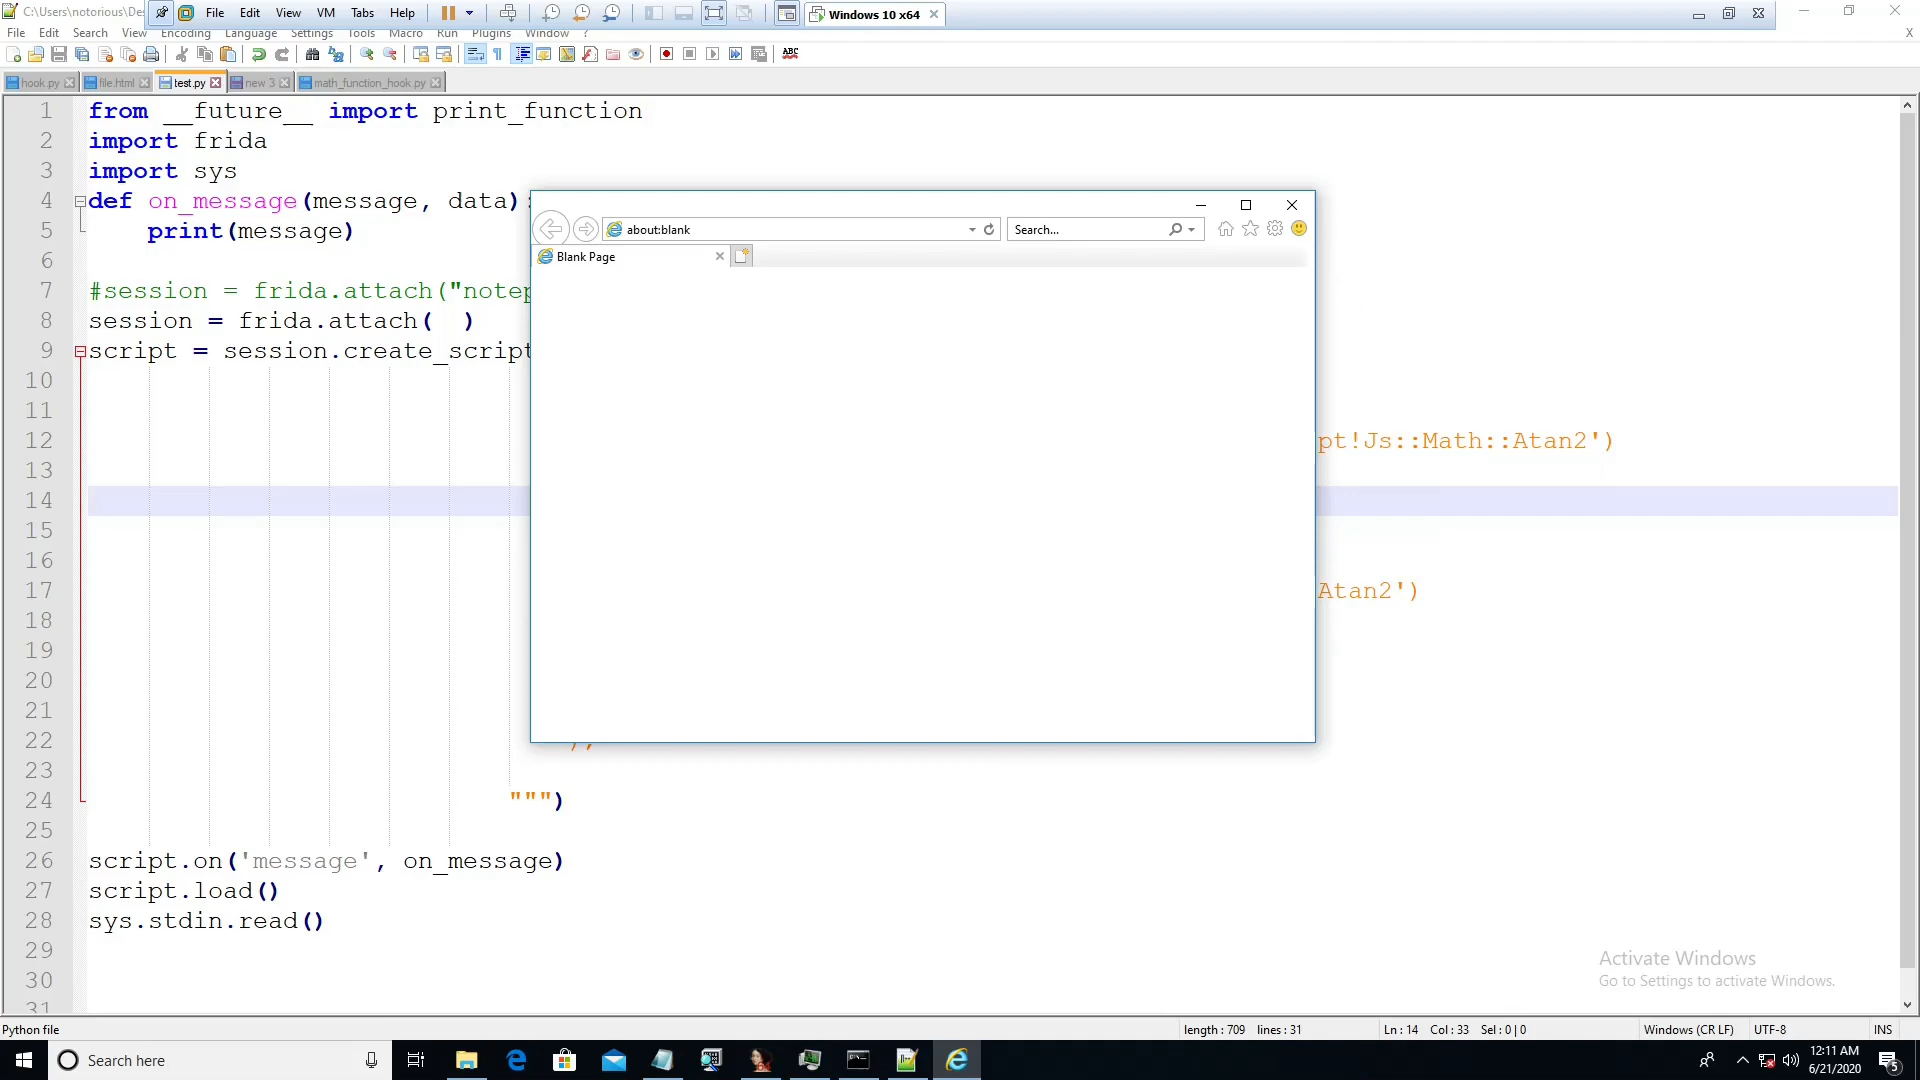 C:\Users\notorious\De
File Edit View VM Tabs Help
Windows 10 x64
File Edit Search View Encoding Language Settings Tools Macro Run Plugins Window ? X
ABC
hook.py file.html test.py new 3 math_function_hook.py
1 from __future__ import print_function
2 import frida
3 import sys
4 def on_message(message, data):
5 print(message)
6
7 #session = frida.attach("notep
8 session = frida.attach( )
9 script = session.create_script
10
11
12 pt!Js::Math::Atan2')
13
14
15
16
17 Atan2')
18
19
20
21
22
23
24 """)
25
26 script.on('message', on_message)
27 script.load()
28 sys.stdin.read()
29
30
31
about:blank
Search...
Blank Page
Activate Windows
Go to Settings to activate Windows.
Python file length : 709 lines : 31 Ln : 14 Col : 33 Sel : 0 | 0 Windows (CR LF) UTF-8 INS
Search here
12:11 AM
6/21/2020
5